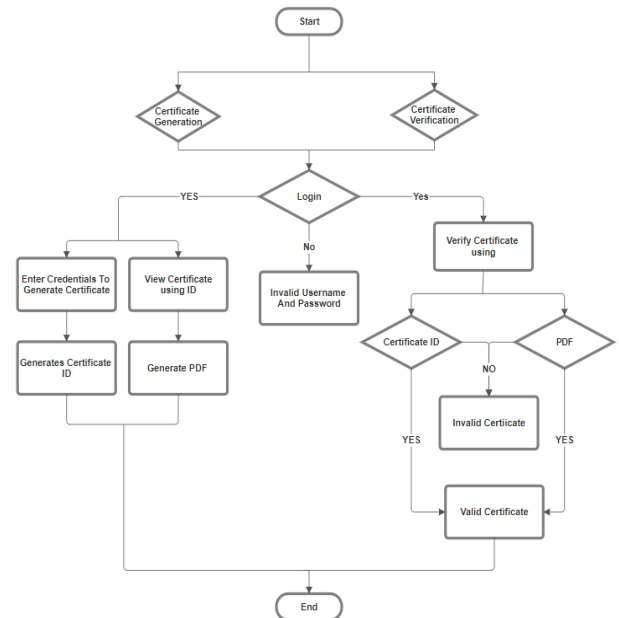 Start
Certificate
Generation
Certificate
Verification
Login
YES
Yes
No
Enter Credentials To
Generate Certificate
View Certificate
using ID
Invalid Username
And Password
Verify Certificate
using
Generates Certificate
ID
Generate PDF
Certificate ID
PDF
NO
Invalid Certiicate
YES
YES
Valid Certificate
End